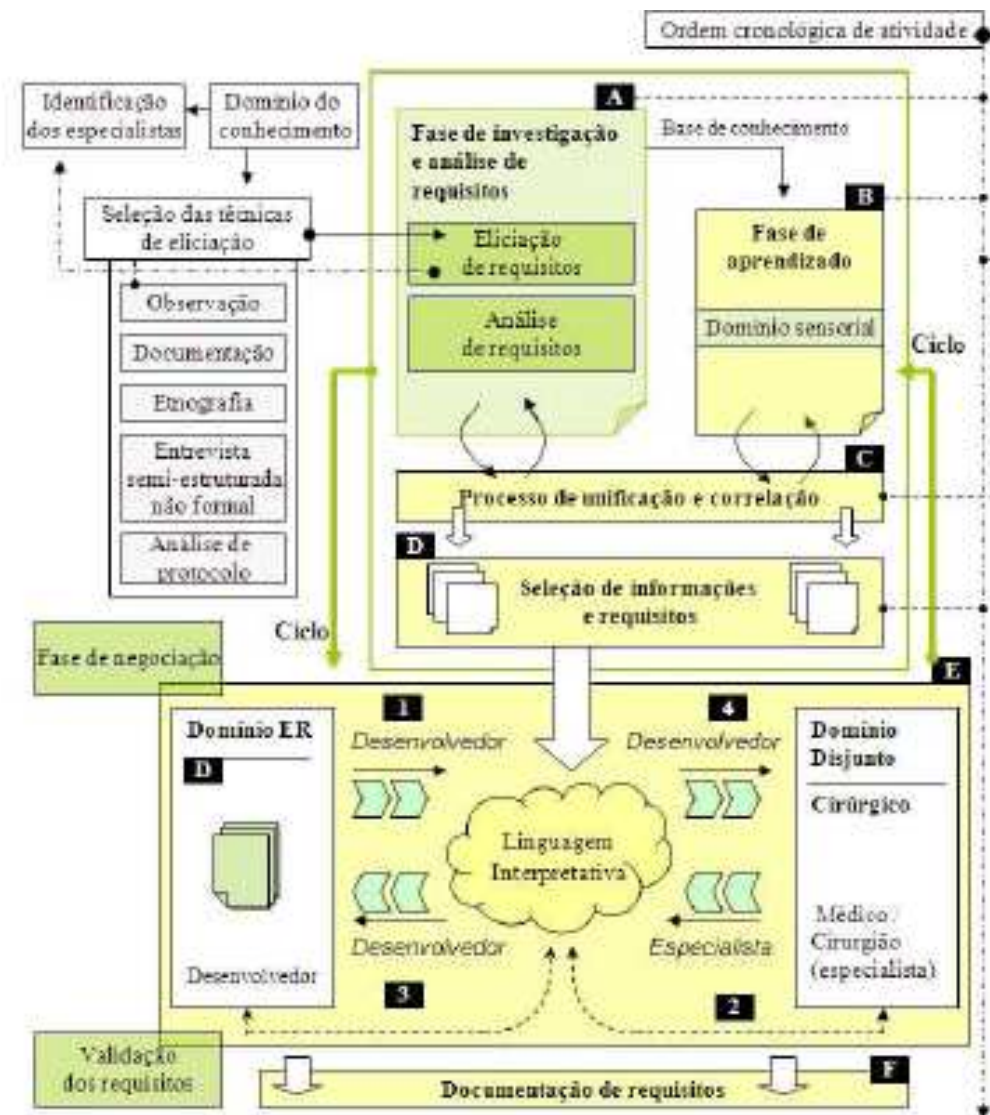 Ordem cronológica de atividade
Identificação
dos especialistas
Domínio do
conhecimento
A
Fase de investigação
e análise de
requisitos
Base de conhecimento
B
Seleção das técnicas
de eliciação
Eliciação
de requisitos
Fase de
aprendizado
Observação
Documentação
Etnografia
Entrevista
semi-estruturada
não formal
Análise de
protocolo
Análise
de requisitos
Domínio sensorial
Ciclo
C
Processo de unificação e correlação
D
Seleção de informações
e requisitos
Ciclo
Fase de negociação
E
Domínio ER
D
Desenvolvedor
1
Desenvolvedor
4
Desenvolvedor
Domínio
Disjunto
Cirúrgico
Linguagem
Interpretativa
Desenvolvedor
3
Especialista
2
Médico /
Cirurgião
(especialista)
Validação
dos requisitos
F
Documentação de requisitos